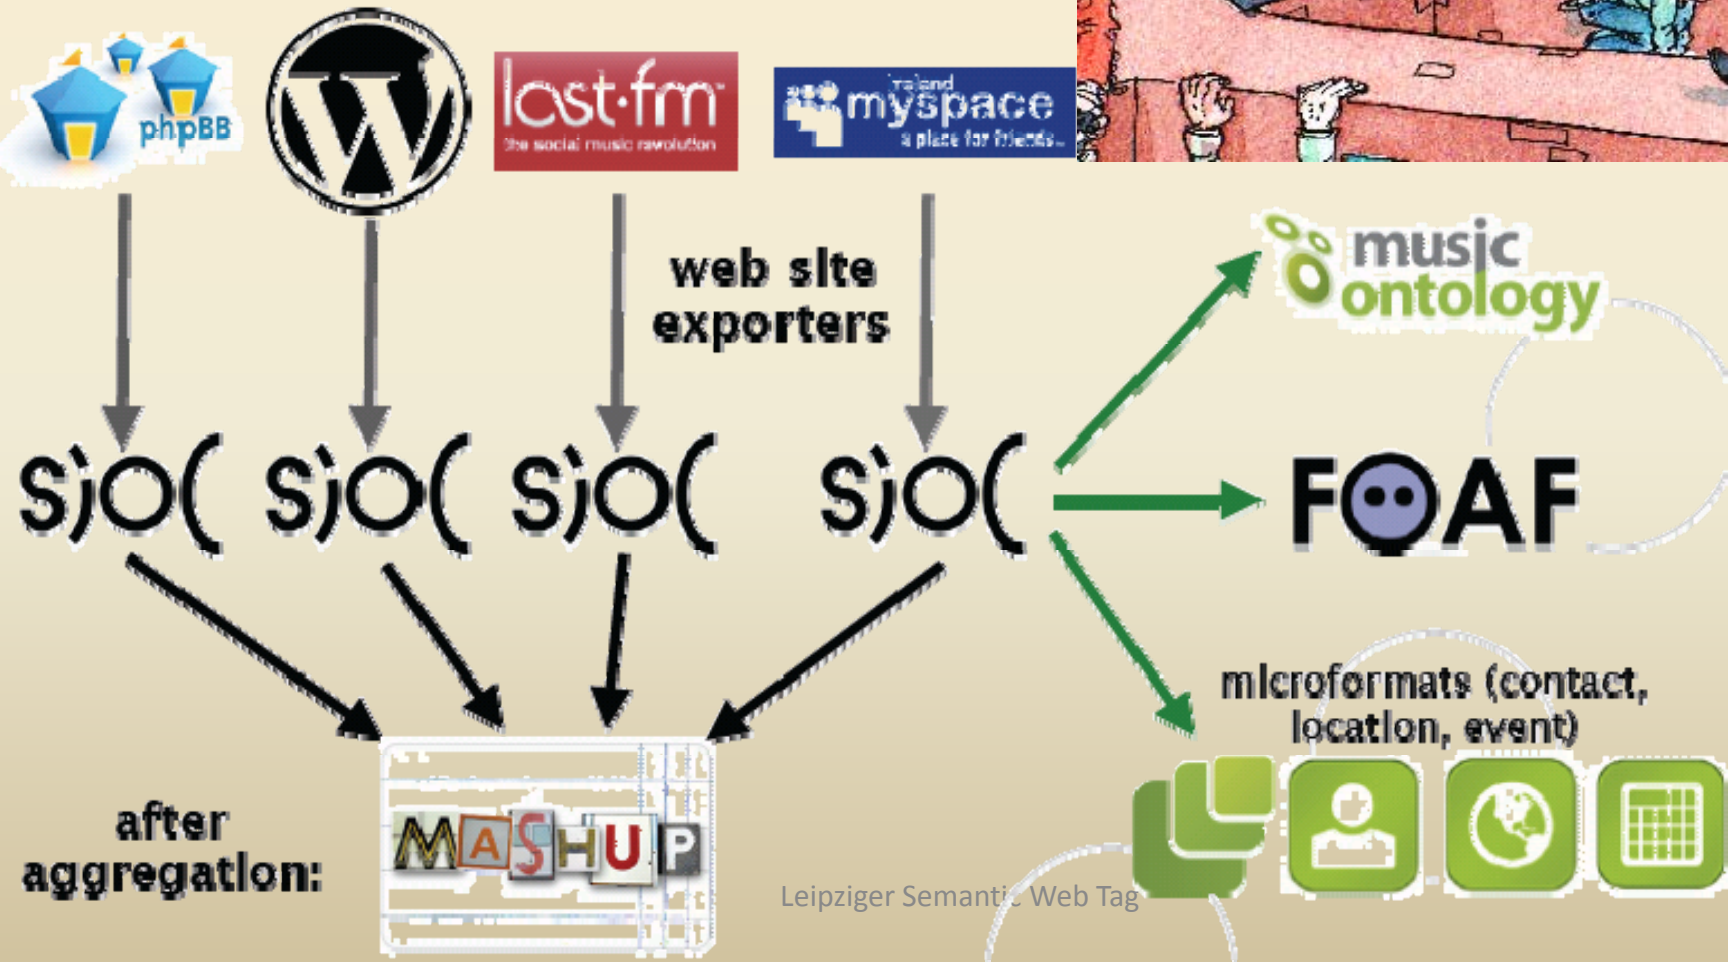 phpBB
last·fm
the social music revolution
ireland
myspace
a place for friends
web site
exporters
music
ontology
sioc
sioc
sioc
sioc
FOAF
microformats (contact,
location, event)
after
aggregation:
MASHUP
Leipziger Semantic Web Tag